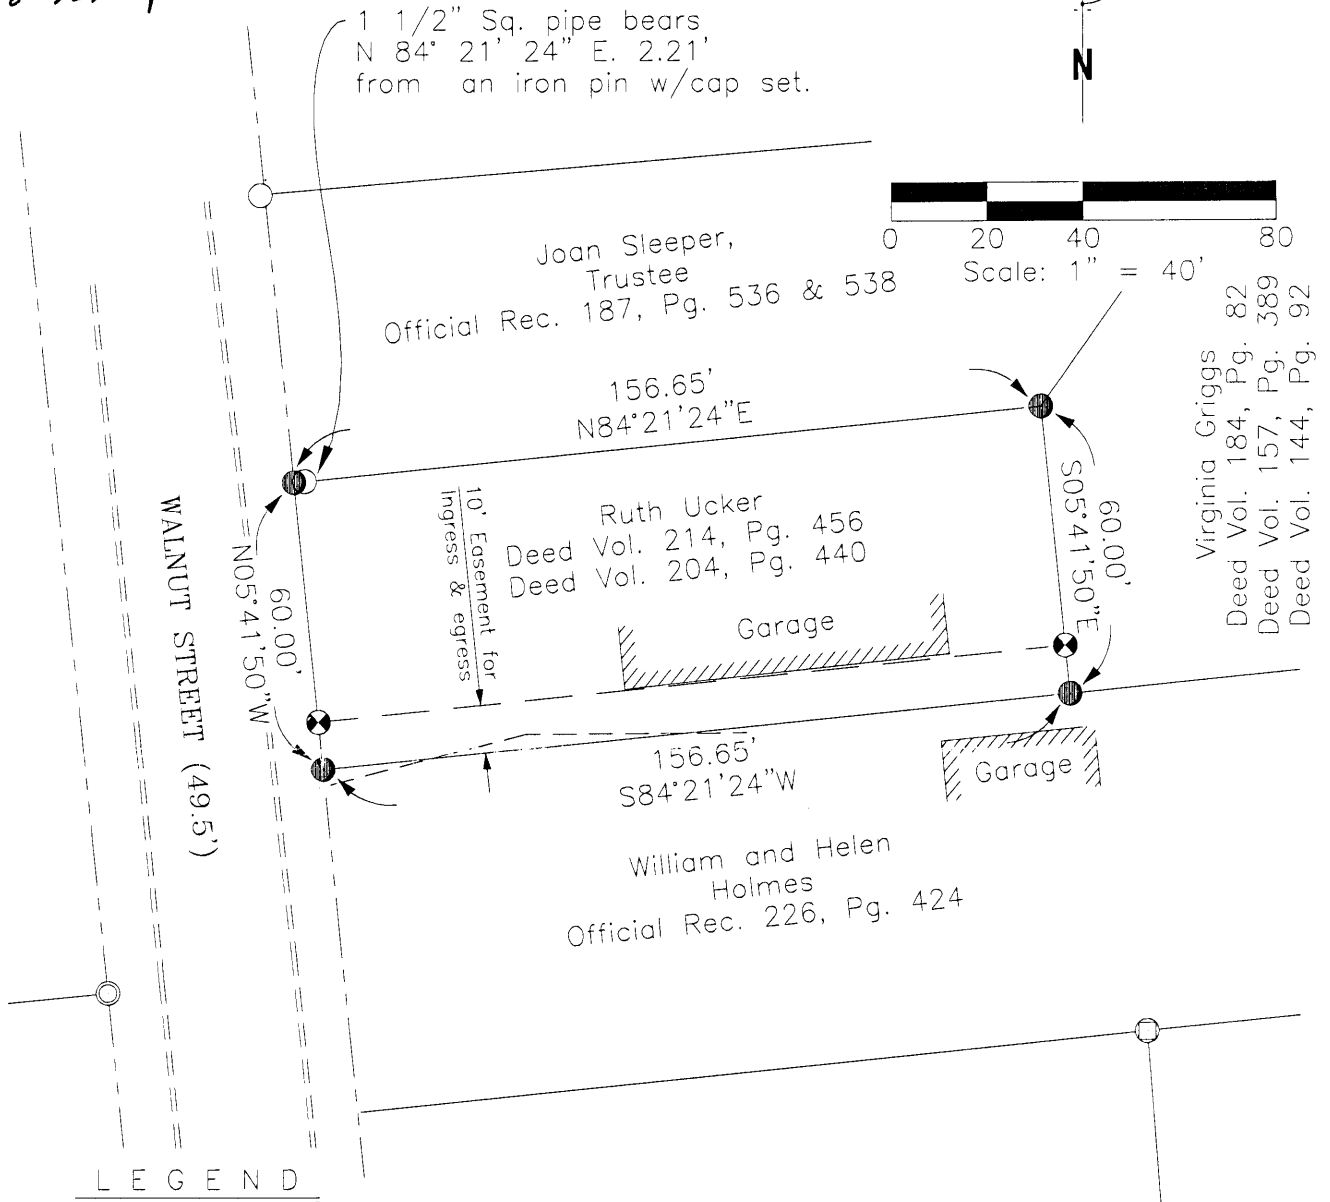 1 1/2" Sq. pipe bears
N 84° 21' 24" E. 2.21'
from an iron pin w/cap set.
N
0 20 40 80
Scale: 1" = 40'
Joan Sleeper,
Trustee
Official Rec. 187, Pg. 536 & 538
156.65'
N84°21'24"E
Virginia Griggs
Deed Vol. 184, Pg. 82
Deed Vol. 157, Pg. 389
Deed Vol. 144, Pg. 92
60.00'
S05°41'50"E
Ruth Ucker
Deed Vol. 214, Pg. 456
Deed Vol. 204, Pg. 440
10' Easement for
ingress & egress
Garage
WALNUT STREET (49.5')
60.00'
N05°41'50"W
156.65'
S84°21'24"W
Garage
William and Helen
Holmes
Official Rec. 226, Pg. 424
LEGEND